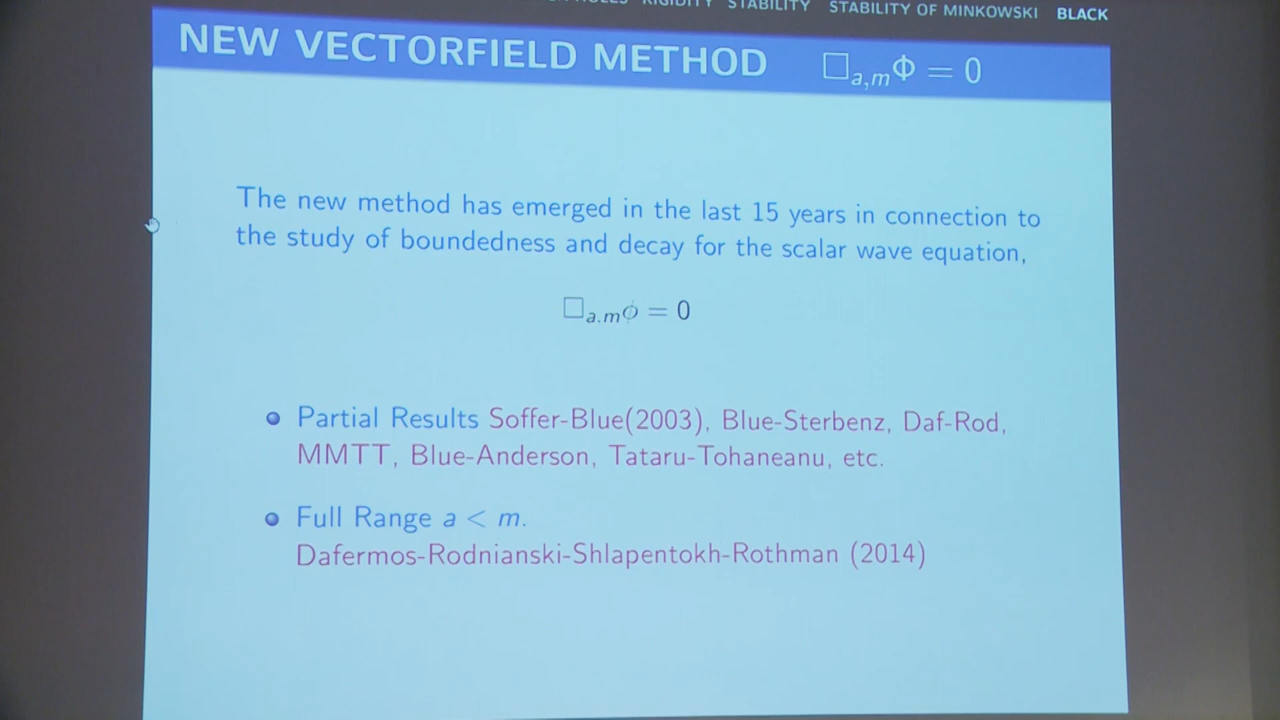 RIGIDITY STABILITY STABILITY OF MINKOWSKI BLACK
NEW VECTORFIELD METHOD □a,mΦ = 0
The new method has emerged in the last 15 years in connection to
the study of boundedness and decay for the scalar wave equation,
□a.mϕ = 0
Partial Results Soffer-Blue(2003), Blue-Sterbenz, Daf-Rod,
MMTT, Blue-Anderson, Tataru-Tohaneanu, etc.
Full Range a < m.
Dafermos-Rodnianski-Shlapentokh-Rothman (2014)